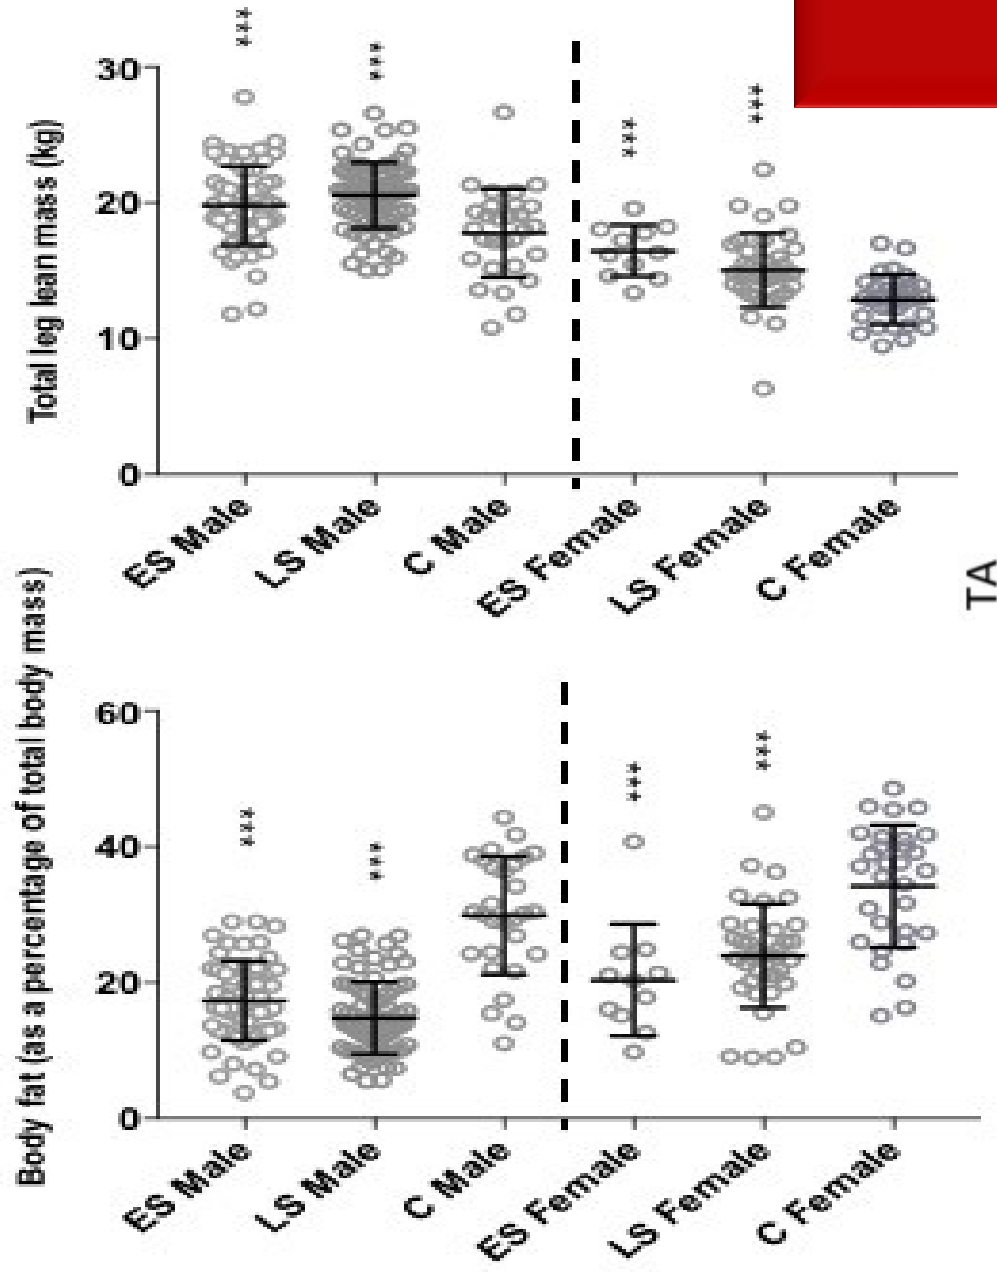 Total leg lean mass (kg)
30
20
10
0
***
***
***
***
ES Male
LS Male
C Male
ES Female
LS Female
C Female
TA
Body fat (as a percentage of total body mass)
60
40
20
0
***
***
***
***
ES Male
LS Male
C Male
ES Female
LS Female
C Female